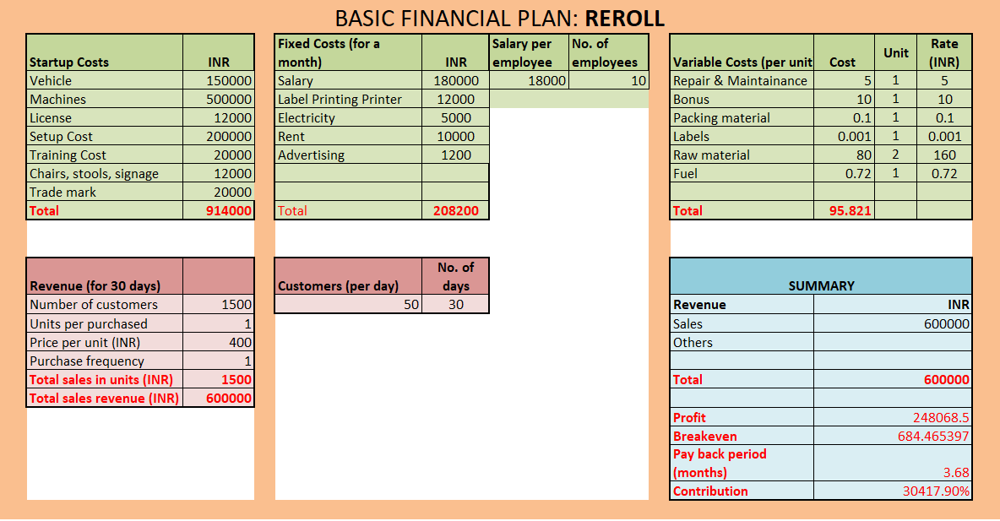 BASIC FINANCIAL PLAN: REROLL
Startup Costs INR
Vehicle 150000
Machines 500000
License 12000
Setup Cost 200000
Training Cost 20000
Chairs, stools, signage 12000
Trade mark 20000
Total 914000
Fixed Costs (for a month) INR Salary per employee No. of employees
Salary 180000 18000 10
Label Printing Printer 12000
Electricity 5000
Rent 10000
Advertising 1200
Total 208200
Variable Costs (per unit Cost Unit Rate (INR)
Repair & Maintainance 5 1 5
Bonus 10 1 10
Packing material 0.1 1 0.1
Labels 0.001 1 0.001
Raw material 80 2 160
Fuel 0.72 1 0.72
Total 95.821
Revenue (for 30 days)
Number of customers 1500
Units per purchased 1
Price per unit (INR) 400
Purchase frequency 1
Total sales in units (INR) 1500
Total sales revenue (INR) 600000
Customers (per day) No. of days
50 30
SUMMARY
Revenue INR
Sales 600000
Others
Total 600000
Profit 248068.5
Breakeven 684.465397
Pay back period (months) 3.68
Contribution 30417.90%